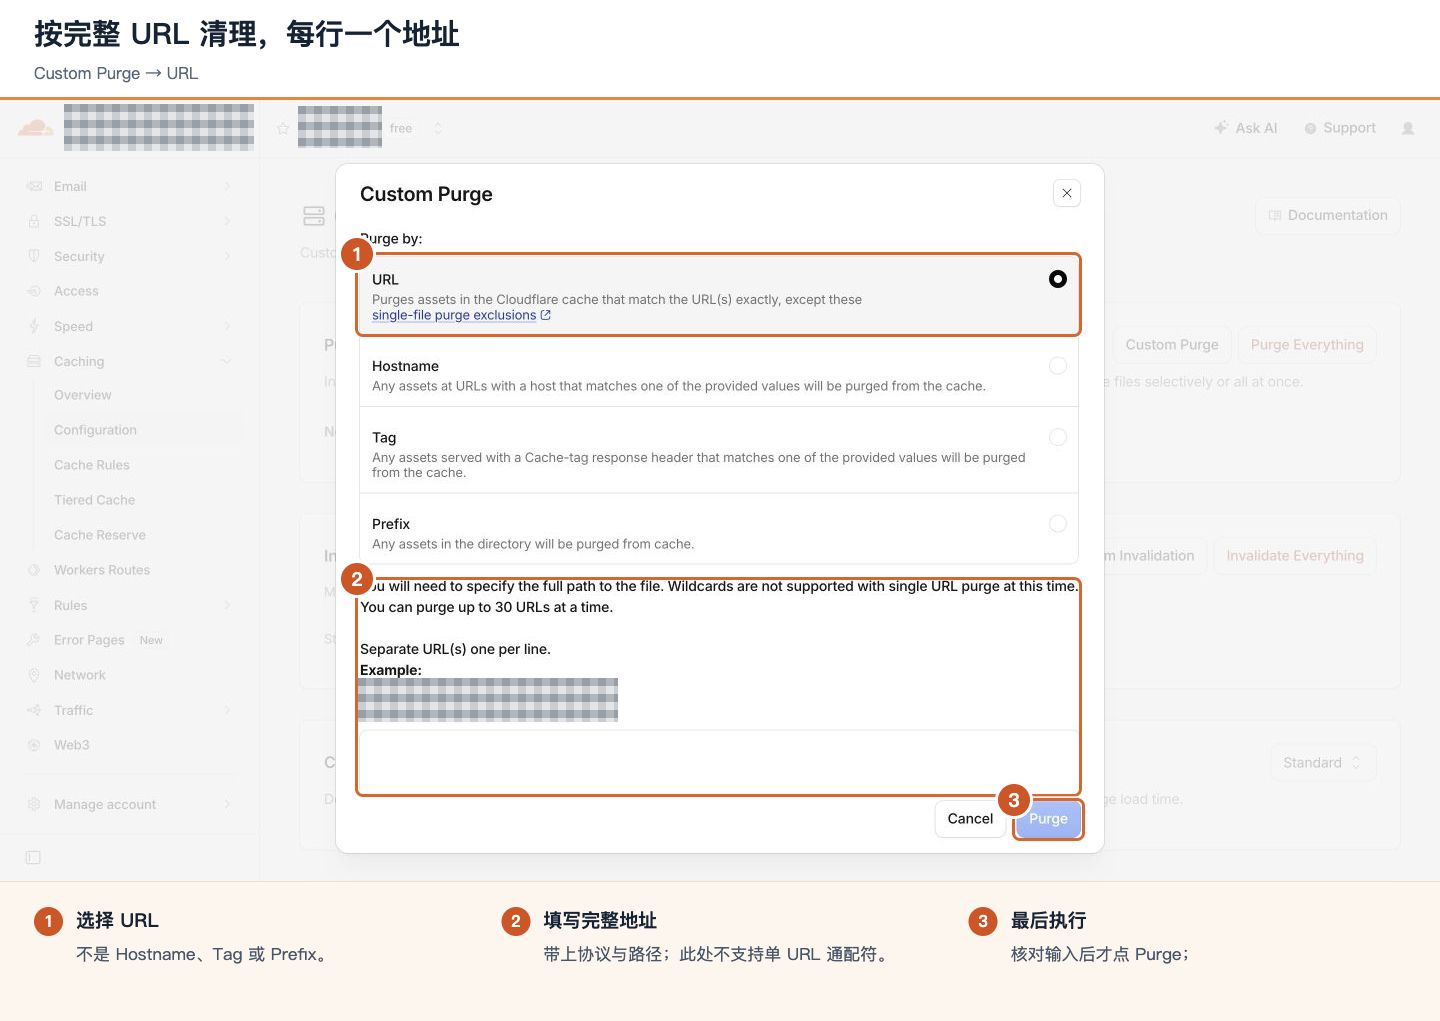 按完整 URL 清理，每行一个地址
Custom Purge → URL
free
Ask AI
Support
Email
SSL/TLS
Security
Access
Speed
Caching
Overview
Configuration
Cache Rules
Tiered Cache
Cache Reserve
Workers Routes
Rules
Error Pages New
Network
Traffic
Web3
Manage account
Documentation
Custom Purge
Purge Everything
e files selectively or all at once.
m Invalidation
Invalidate Everything
Standard
ge load time.
Custom Purge
Purge by:
1
URL
Purges assets in the Cloudflare cache that match the URL(s) exactly, except these
single-file purge exclusions
Hostname
Any assets at URLs with a host that matches one of the provided values will be purged from the cache.
Tag
Any assets served with a Cache-tag response header that matches one of the provided values will be purged
from the cache.
Prefix
Any assets in the directory will be purged from cache.
2
You will need to specify the full path to the file. Wildcards are not supported with single URL purge at this time.
You can purge up to 30 URLs at a time.
Separate URL(s) one per line.
Example:
3
Cancel
Purge
1 选择 URL
不是 Hostname、Tag 或 Prefix。
2 填写完整地址
带上协议与路径；此处不支持单 URL 通配符。
3 最后执行
核对输入后才点 Purge；